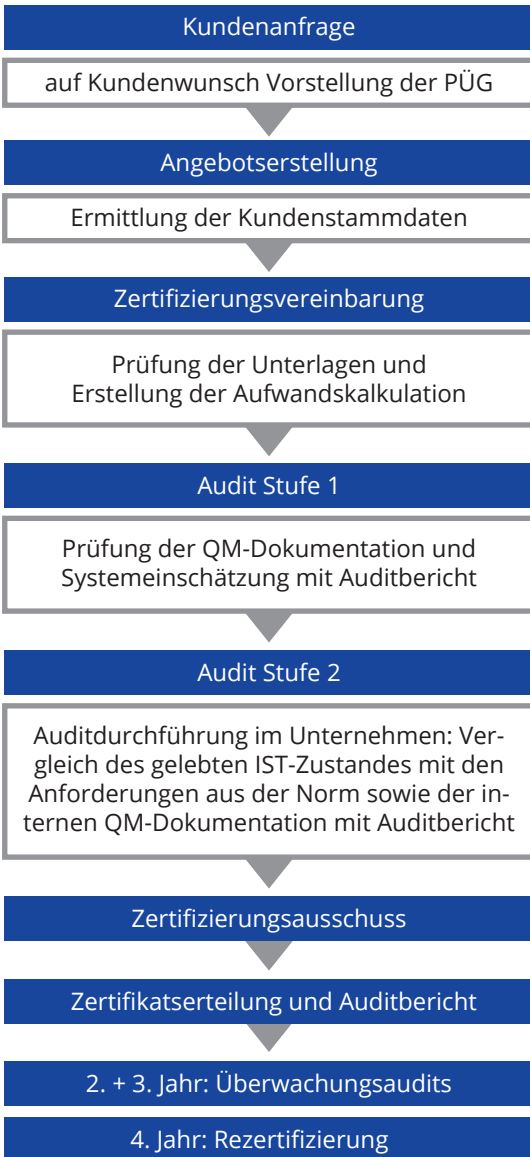 Kundenanfrage
auf Kundenwunsch Vorstellung der PÜG
Angebotserstellung
Ermittlung der Kundenstammdaten
Zertifizierungsvereinbarung
Prüfung der Unterlagen und
Erstellung der Aufwandskalkulation
Audit Stufe 1
Prüfung der QM-Dokumentation und
Systemeinschätzung mit Auditbericht
Audit Stufe 2
Auditdurchführung im Unternehmen: Ver-
gleich des gelebten IST-Zustandes mit den
Anforderungen aus der Norm sowie der in-
ternen QM-Dokumentation mit Auditbericht
Zertifizierungsausschuss
Zertifikatserteilung und Auditbericht
2. + 3. Jahr: Überwachungsaudits
4. Jahr: Rezertifizierung